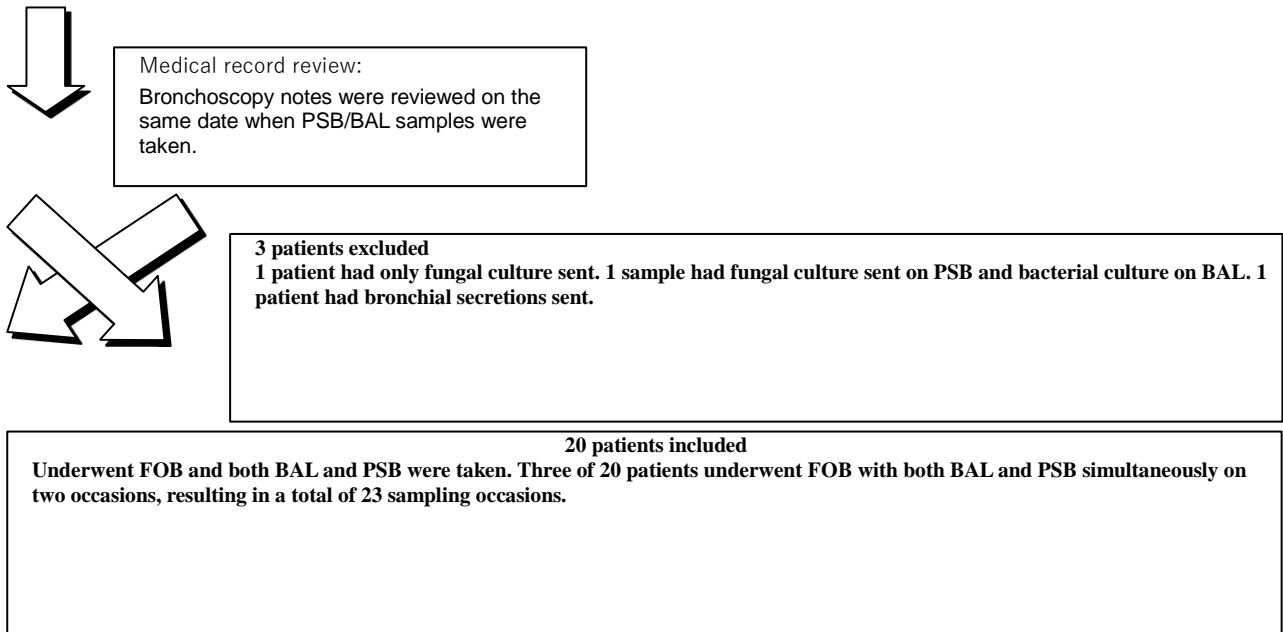 Medical record review:
Bronchoscopy notes were reviewed on the
same date when PSB/BAL samples were
taken.
3 patients excluded
1 patient had only fungal culture sent. 1 sample had fungal culture sent on PSB and bacterial culture on BAL. 1
patient had bronchial secretions sent.
20 patients included
Underwent FOB and both BAL and PSB were taken. Three of 20 patients underwent FOB with both BAL and PSB simultaneously on
two occasions, resulting in a total of 23 sampling occasions.